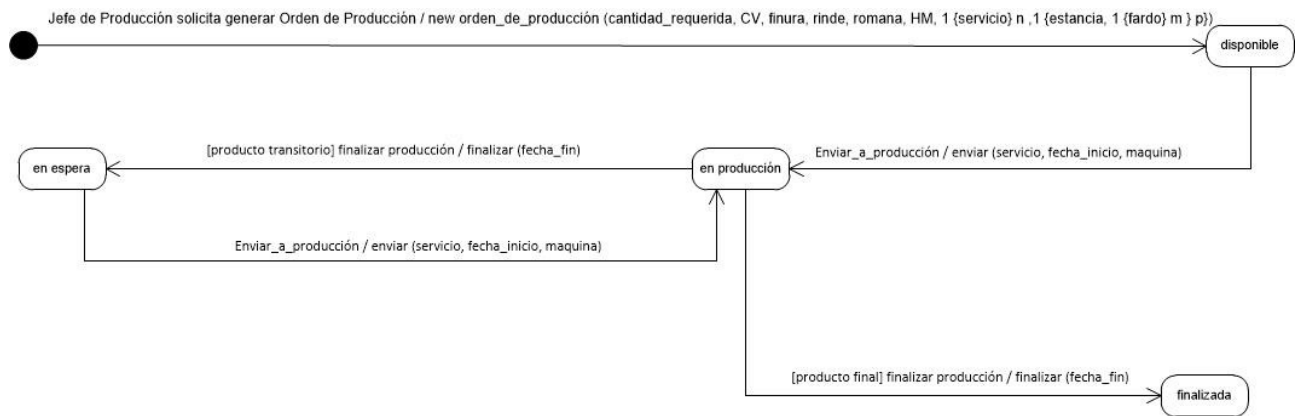 Jefe de Producción solicita generar Orden de Producción / new orden_de_producción (cantidad_requerida, CV, finura, rinde, romana, HM, 1 {servicio} n ,1 {estancia, 1 {fardo} m } p})
disponible
[producto transitorio] finalizar producción / finalizar (fecha_fin)
Enviar_a_producción / enviar (servicio, fecha_inicio, maquina)
en espera
en producción
Enviar_a_producción / enviar (servicio, fecha_inicio, maquina)
[producto final] finalizar producción / finalizar (fecha_fin)
finalizada